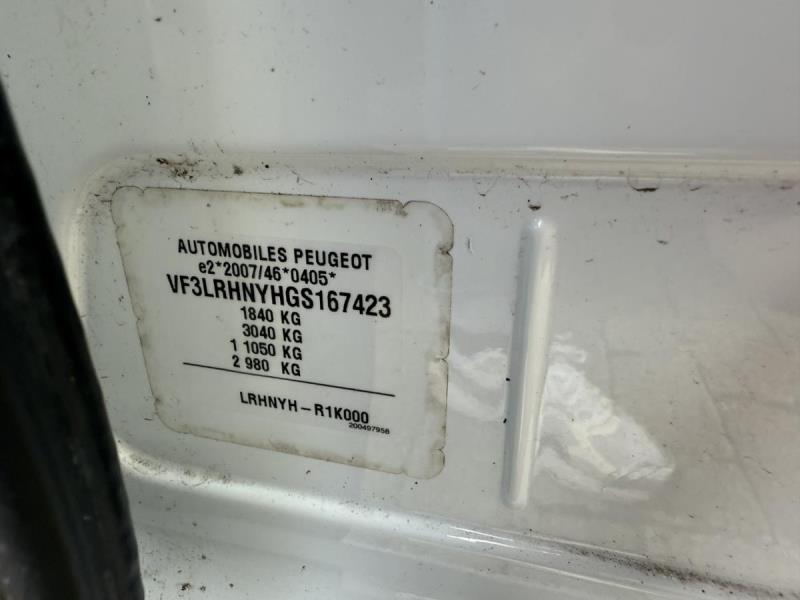 AUTOMOBILES PEUGEOT
e2*2007/46*0405*
VF3LRHNYHGS167423
1840 KG
3040 KG
1 1050 KG
2 980 KG
LRHNYH-R1K000
200497958